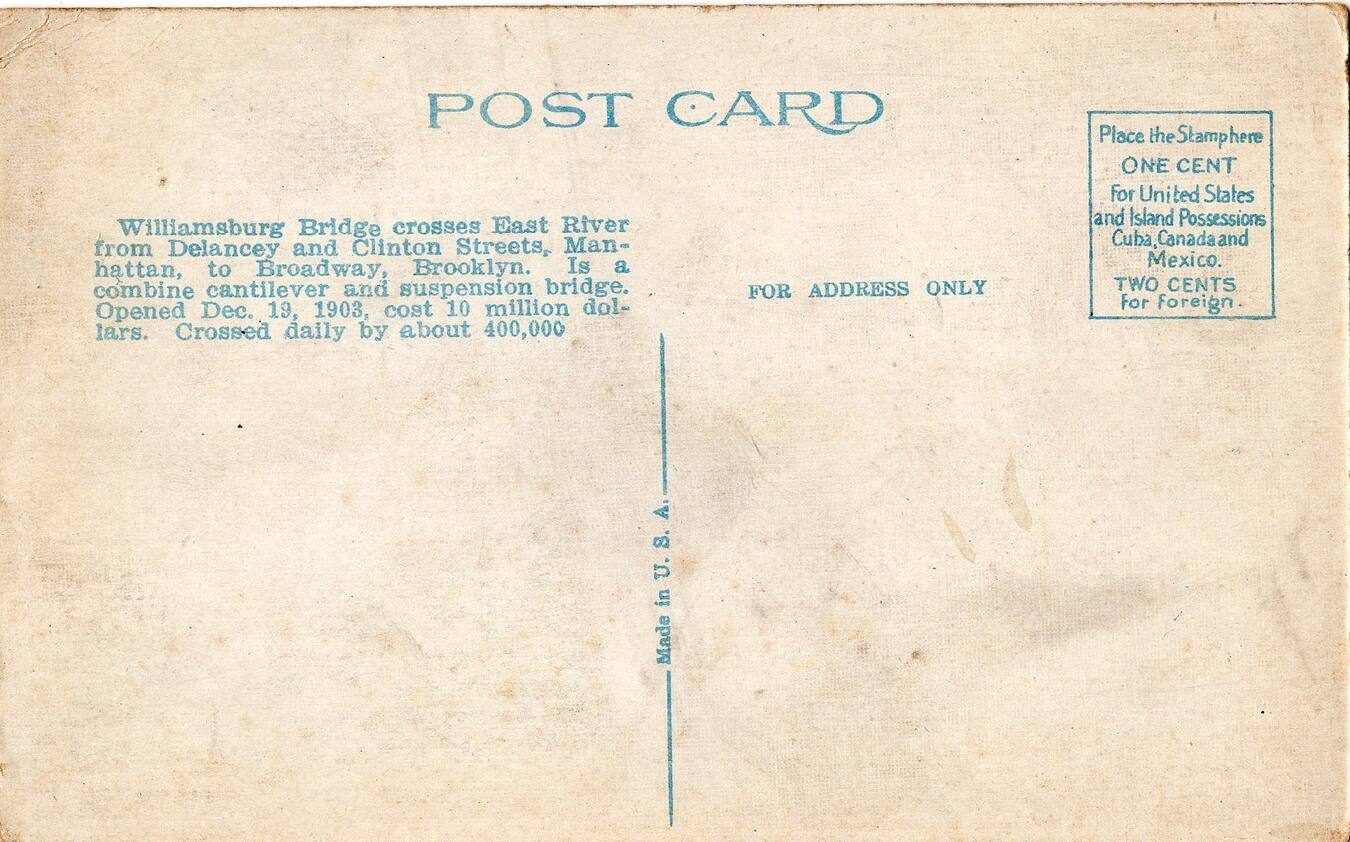 POST CARD
Williamsburg Bridge crosses East River
from Delancey and Clinton Streets, Man-
hattan, to Broadway, Brooklyn. Is a
combine cantilever and suspension bridge.
Opened Dec. 19, 1903, cost 10 million dol-
lars. Crossed daily by about 400,000
Made in U. S. A.
FOR ADDRESS ONLY
Place the Stamp here
ONE CENT
For United States
and Island Possessions
Cuba, Canada and
Mexico.
TWO CENTS
For Foreign.